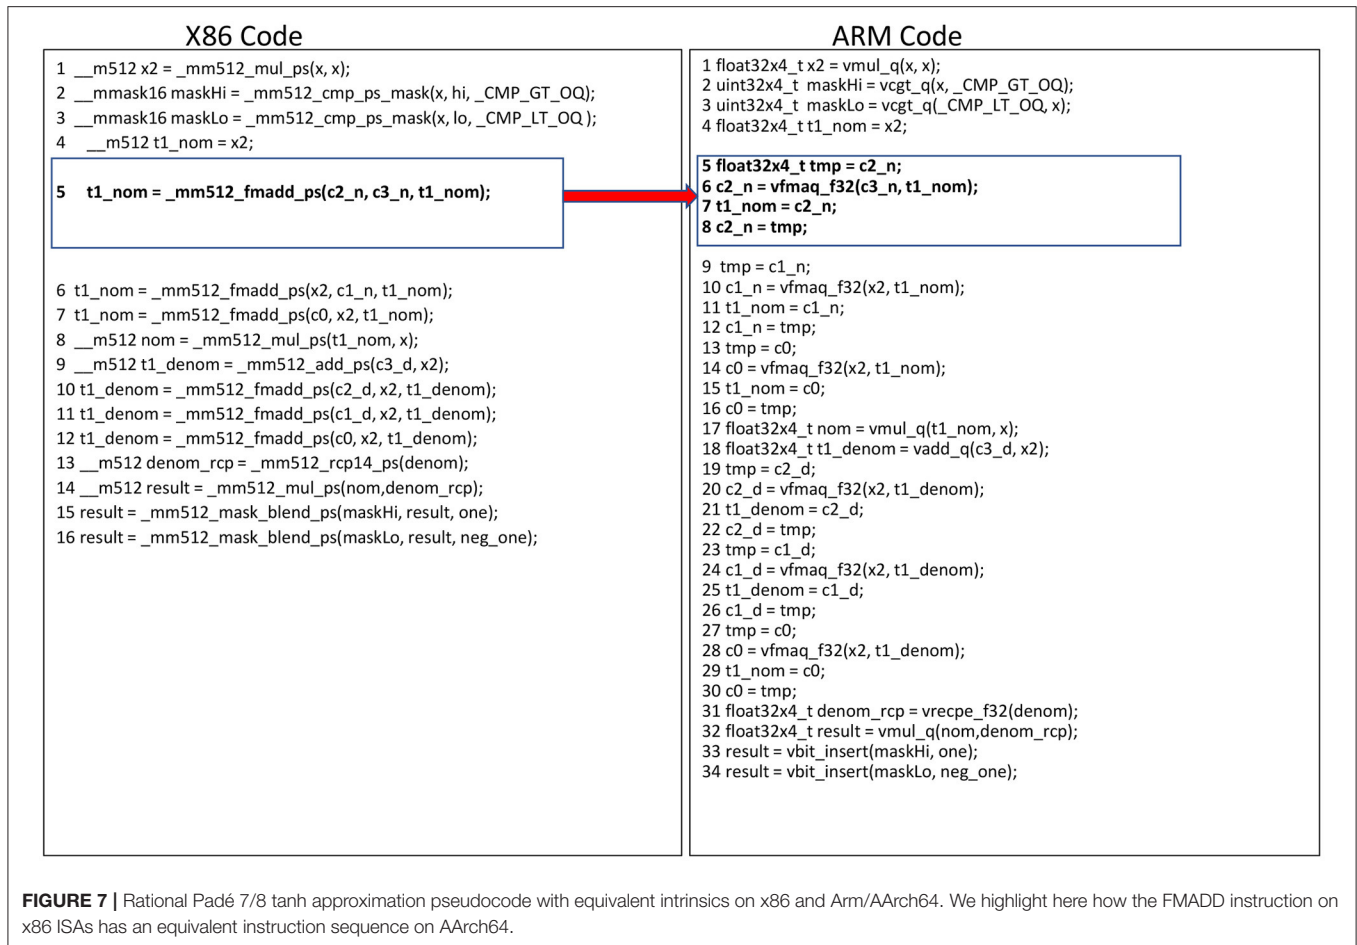 X86 Code
1 __m512 x2 = _mm512_mul_ps(x, x);
2 __mmask16 maskHi = _mm512_cmp_ps_mask(x, hi, _CMP_GT_OQ);
3 __mmask16 maskLo = _mm512_cmp_ps_mask(x, lo, _CMP_LT_OQ );
4 __m512 t1_nom = x2;
5 t1_nom = _mm512_fmadd_ps(c2_n, c3_n, t1_nom);
6 t1_nom = _mm512_fmadd_ps(x2, c1_n, t1_nom);
7 t1_nom = _mm512_fmadd_ps(c0, x2, t1_nom);
8 __m512 nom = _mm512_mul_ps(t1_nom, x);
9 __m512 t1_denom = _mm512_add_ps(c3_d, x2);
10 t1_denom = _mm512_fmadd_ps(c2_d, x2, t1_denom);
11 t1_denom = _mm512_fmadd_ps(c1_d, x2, t1_denom);
12 t1_denom = _mm512_fmadd_ps(c0, x2, t1_denom);
13 __m512 denom_rcp = _mm512_rcp14_ps(denom);
14 __m512 result = _mm512_mul_ps(nom,denom_rcp);
15 result = _mm512_mask_blend_ps(maskHi, result, one);
16 result = _mm512_mask_blend_ps(maskLo, result, neg_one);
ARM Code
1 float32x4_t x2 = vmul_q(x, x);
2 uint32x4_t maskHi = vcgt_q(x, _CMP_GT_OQ);
3 uint32x4_t maskLo = vcgt_q(_CMP_LT_OQ, x);
4 float32x4_t t1_nom = x2;
5 float32x4_t tmp = c2_n;
6 c2_n = vfmaq_f32(c3_n, t1_nom);
7 t1_nom = c2_n;
8 c2_n = tmp;
9 tmp = c1_n;
10 c1_n = vfmaq_f32(x2, t1_nom);
11 t1_nom = c1_n;
12 c1_n = tmp;
13 tmp = c0;
14 c0 = vfmaq_f32(x2, t1_nom);
15 t1_nom = c0;
16 c0 = tmp;
17 float32x4_t nom = vmul_q(t1_nom, x);
18 float32x4_t t1_denom = vadd_q(c3_d, x2);
19 tmp = c2_d;
20 c2_d = vfmaq_f32(x2, t1_denom);
21 t1_denom = c2_d;
22 c2_d = tmp;
23 tmp = c1_d;
24 c1_d = vfmaq_f32(x2, t1_denom);
25 t1_denom = c1_d;
26 c1_d = tmp;
27 tmp = c0;
28 c0 = vfmaq_f32(x2, t1_denom);
29 t1_nom = c0;
30 c0 = tmp;
31 float32x4_t denom_rcp = vrecpe_f32(denom);
32 float32x4_t result = vmul_q(nom,denom_rcp);
33 result = vbit_insert(maskHi, one);
34 result = vbit_insert(maskLo, neg_one);
FIGURE 7 | Rational Padé 7/8 tanh approximation pseudocode with equivalent intrinsics on x86 and Arm/AArch64. We highlight here how the FMADD instruction on
x86 ISAs has an equivalent instruction sequence on AArch64.